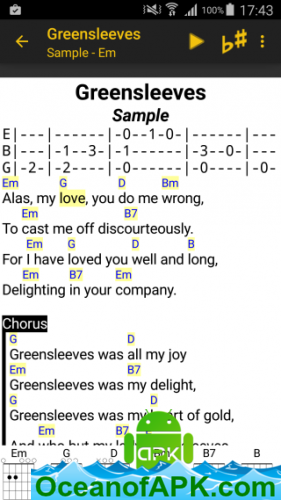 100% 17:43
Greensleeves
Sample - Em
b#
Greensleeves
Sample
E|---|------|-0--1-0-|------|---
B|---|-1--3-|-1------|-3--0-|---
G|-2-|-2----|-0----0-|----0-|-0-
Em G D Bm
Alas, my love, you do me wrong,
Em B7
To cast me off discourteously.
Em G D B
For I have loved you well and long,
Em B7 Em
Delighting in your company.
Chorus
G D
Greensleeves was all my joy
Em B7
Greensleeves was my delight,
G D
Greensleeves was my of gold,
Em
And who but my
Em G D B7 B
apk
OceanofAPK.com